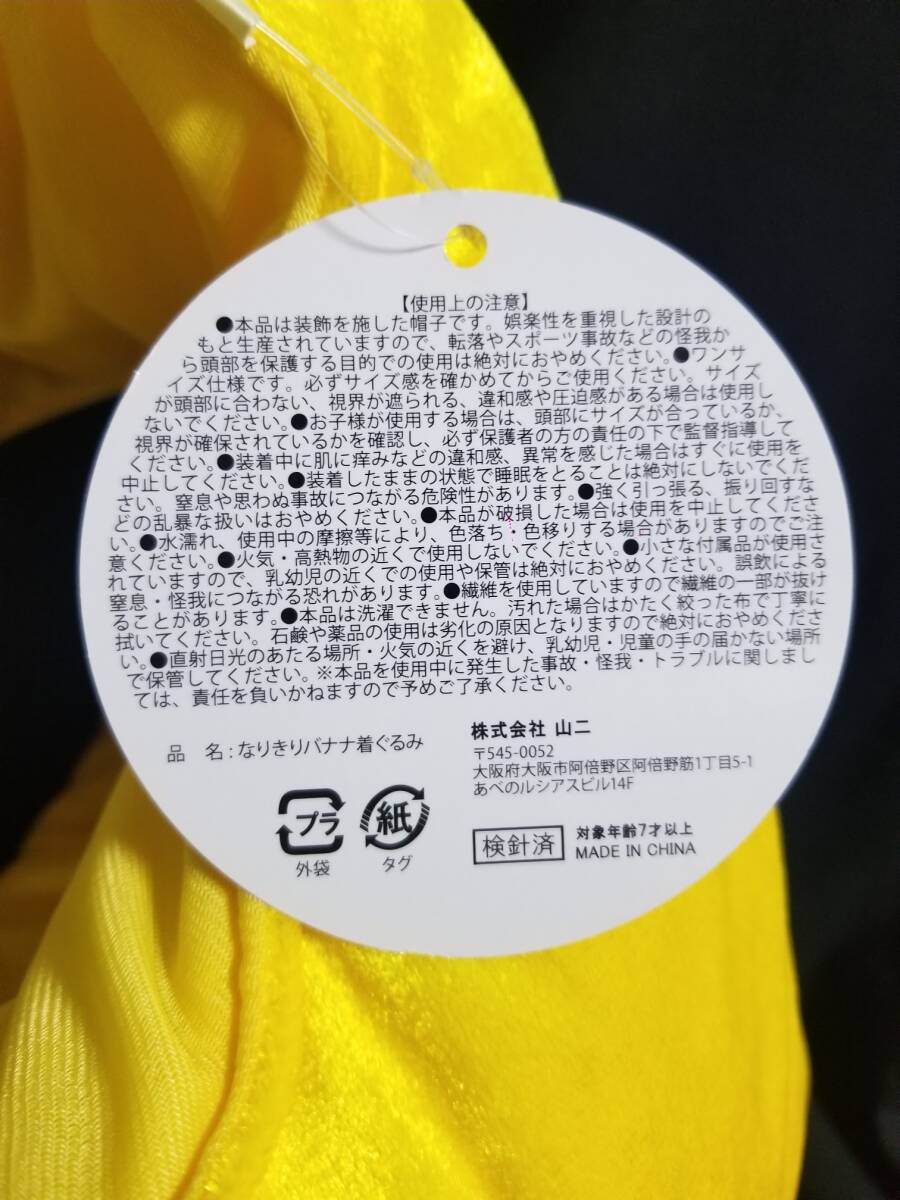 【使用上の注意】
●本品は装飾を施した帽子です。娯楽性を重視した設計の
もと生産されていますので、転落やスポーツ事故などの怪我か
ら頭部を保護する目的での使用は絶対におやめください。●ワンサ
イズ仕様です。必ずサイズ感を確かめてからご使用ください。サイズ
が頭部に合わない、視界が遮られる、違和感や圧迫感がある場合は使用し
ないでください。●お子様が使用する場合は、頭部にサイズが合っているか、
視界が確保されているかを確認し、必ず保護者の方の責任の下で監督指導して
ください。●装着中に肌に痒みなどの違和感、異常を感じた場合はすぐに使用を
中止してください。●装着したままの状態で睡眠をとることは絶対にしないでくだ
さい。窒息や思わぬ事故につながる危険性があります。●強く引っ張る、振り回すな
どの乱暴な扱いはおやめください。●本品が破損した場合は使用を中止してくださ
い。●水濡れ、使用中の摩擦等により、色落ち・色移りする場合がありますのでご注
意ください。●火気・高熱物の近くで使用しないでください。●小さな付属品が使用さ
れていますので、乳幼児の近くでの使用や保管は絶対におやめください。誤飲による
窒息・怪我につながる恐れがあります。●繊維を使用していますので繊維の一部が抜け
ることがあります。●本品は洗濯できません。汚れた場合はかたく絞った布で丁寧に
拭いてください。石鹸や薬品の使用は劣化の原因となりますので絶対におやめくださ
い。●直射日光のあたる場所・火気の近くを避け、乳幼児・児童の手の届かない場所
で保管してください。※本品を使用中に発生した事故・怪我・トラブルに関しまし
ては、責任を負いかねますので予めご了承ください。
品 名：なりきりバナナ着ぐるみ
株式会社 山二
〒545-0052
大阪府大阪市阿倍野区阿倍野筋1丁目5-1
あべのルシアスビル14F
プラ
外袋
紙
タグ
検針済
対象年齢7才以上
MADE IN CHINA